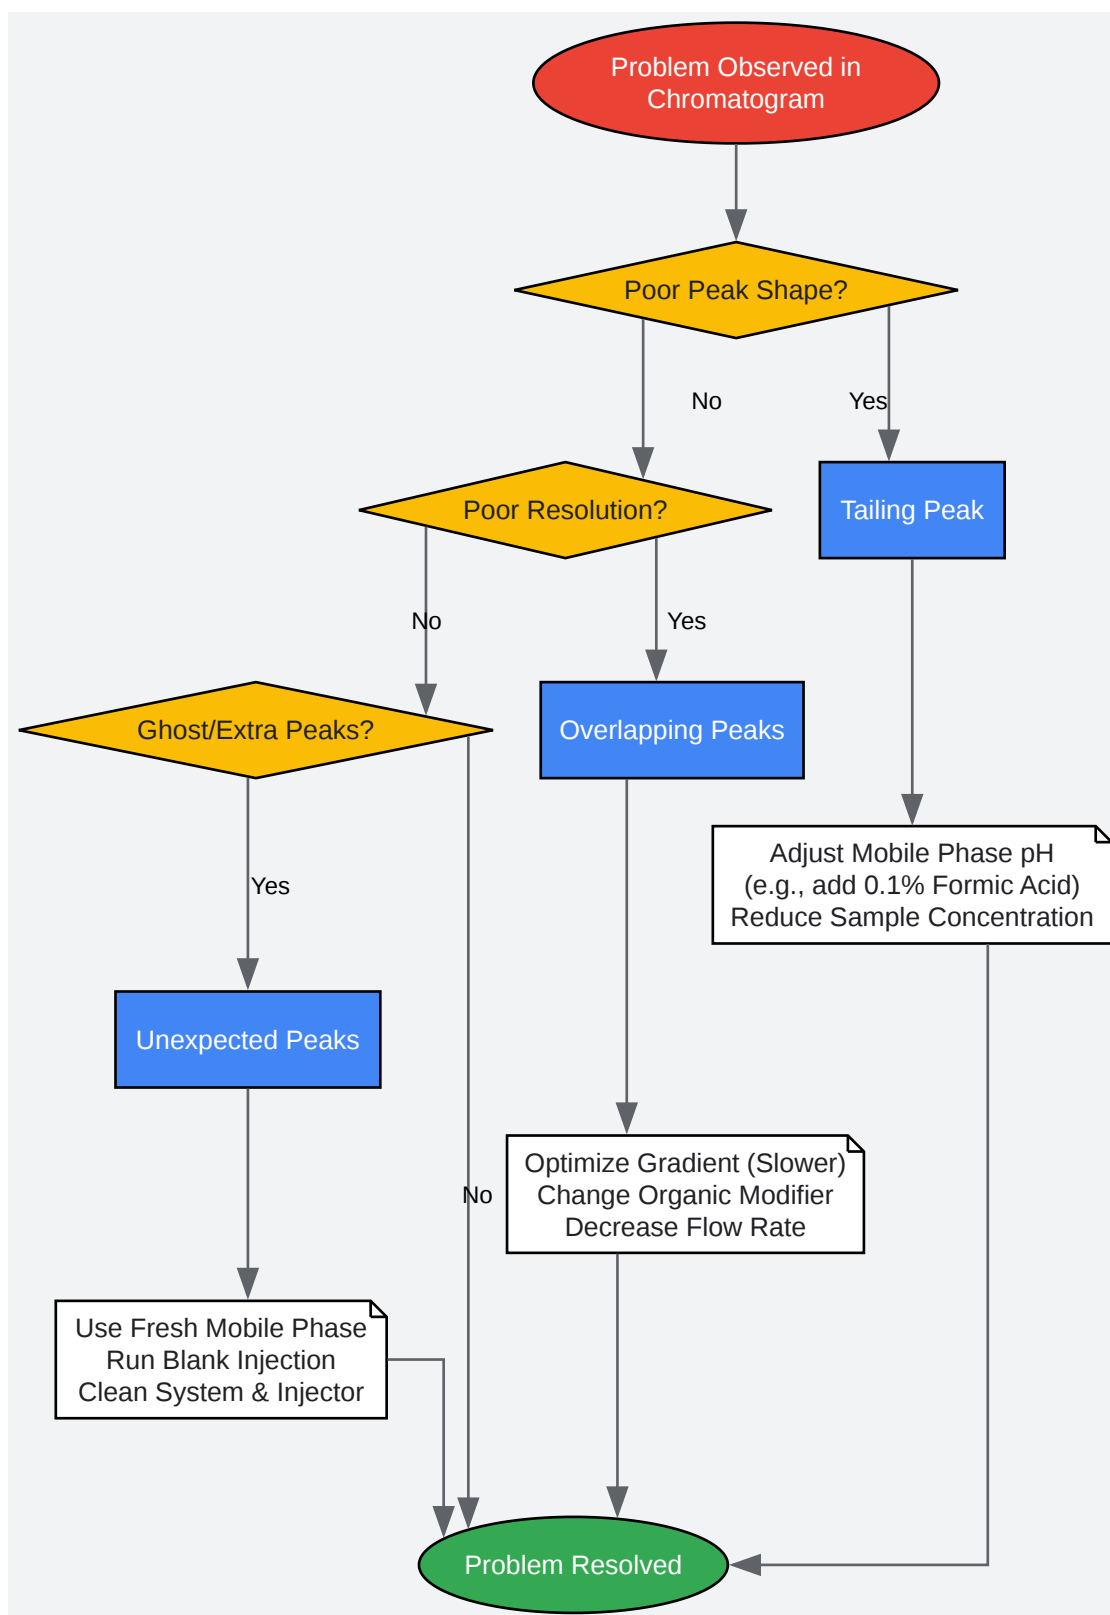 Problem Observed in
Chromatogram
Poor Peak Shape?
No
Yes
Poor Resolution?
Tailing Peak
No
Yes
Ghost/Extra Peaks?
Overlapping Peaks
Adjust Mobile Phase pH
(e.g., add 0.1% Formic Acid)
Reduce Sample Concentration
Yes
Unexpected Peaks
Optimize Gradient (Slower)
Change Organic Modifier
Decrease Flow Rate
No
Use Fresh Mobile Phase
Run Blank Injection
Clean System & Injector
Problem Resolved